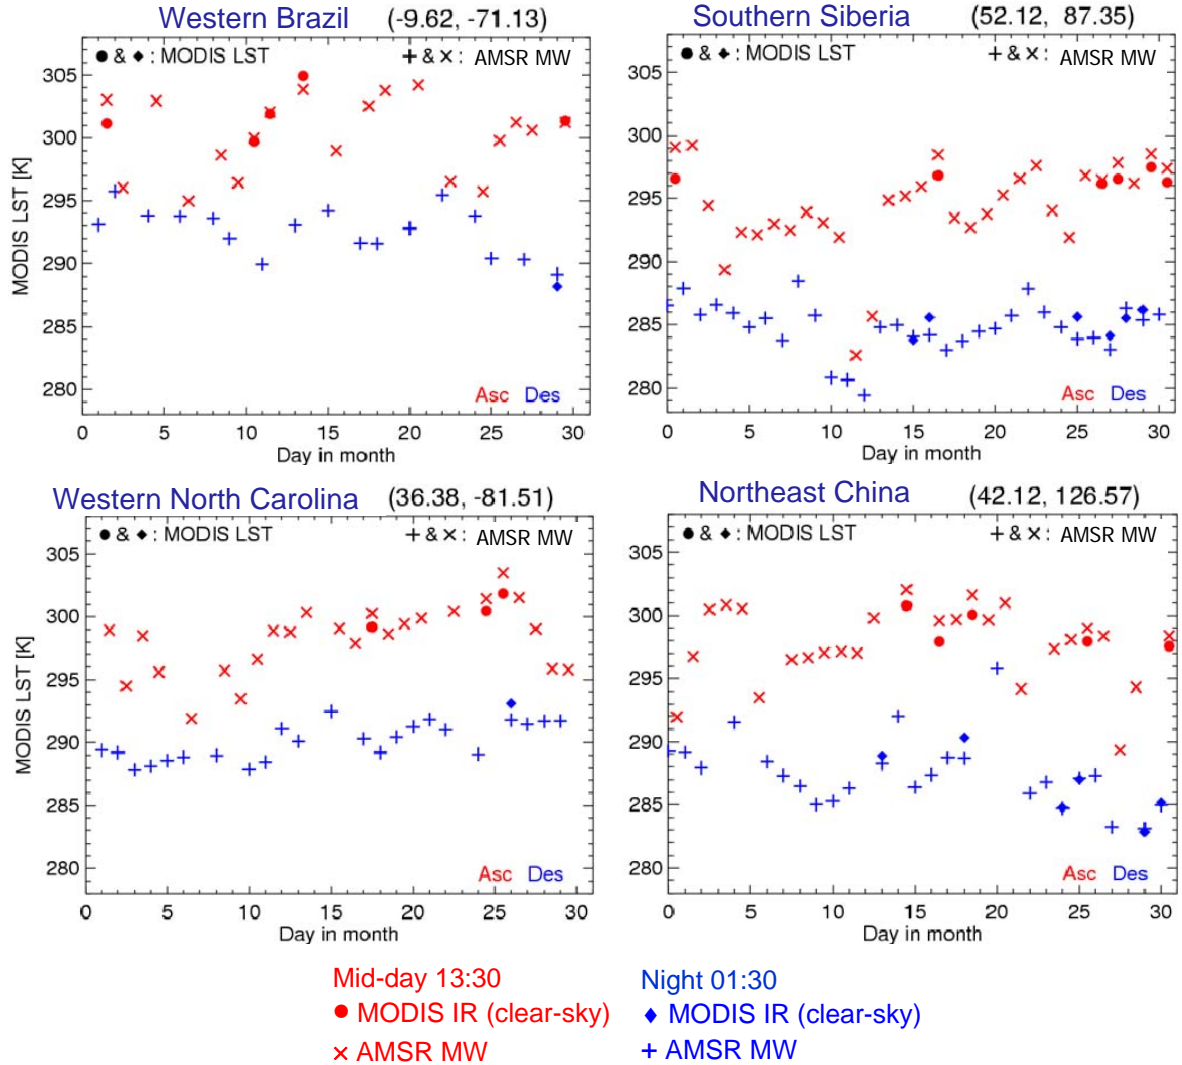 Western Brazil (-9.62, -71.13)
● & ◆ : MODIS LST + & × : AMSR MW
305
300
295
290
285
280
MODIS LST [K]
Asc Des
0 5 10 15 20 25 30
Day in month
Southern Siberia (52.12, 87.35)
● & ◆ : MODIS LST + & × : AMSR MW
305
300
295
290
285
280
Asc Des
0 5 10 15 20 25 30
Day in month
Western North Carolina (36.38, -81.51)
● & ◆ : MODIS LST + & × : AMSR MW
305
300
295
290
285
280
MODIS LST [K]
Asc Des
0 5 10 15 20 25 30
Day in month
Northeast China (42.12, 126.57)
● & ◆ : MODIS LST + & × : AMSR MW
305
300
295
290
285
280
Asc Des
0 5 10 15 20 25 30
Day in month
Mid-day 13:30
● MODIS IR (clear-sky)
× AMSR MW
Night 01:30
◆ MODIS IR (clear-sky)
+ AMSR MW